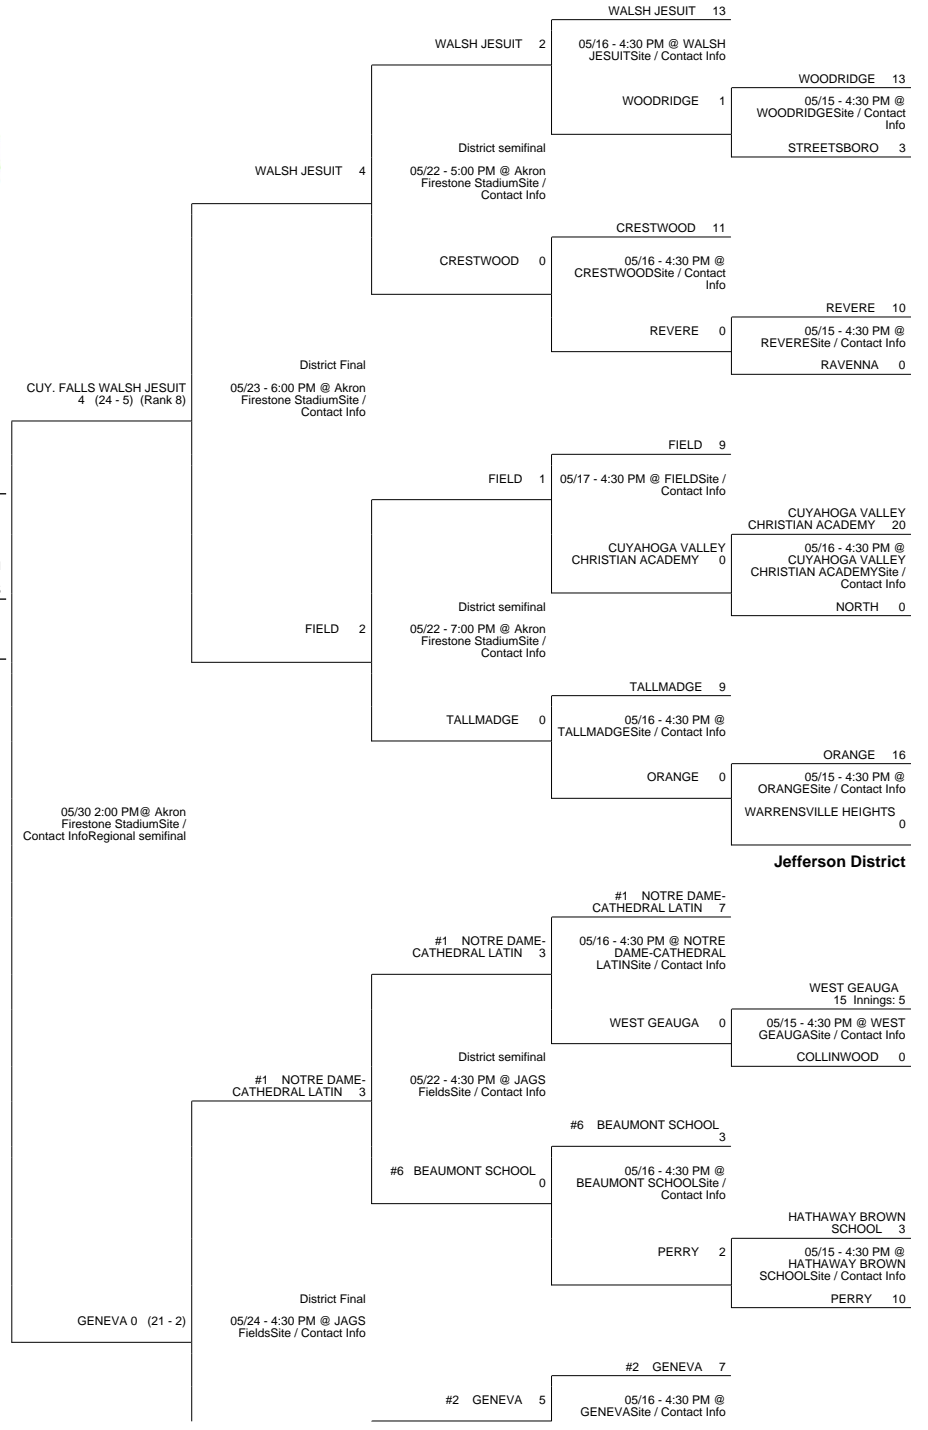 WALSH JESUIT 13
WALSH JESUIT 2
05/16 - 4:30 PM @ WALSH
JESUITSite / Contact Info
WOODRIDGE 13
WOODRIDGE 1
05/15 - 4:30 PM @
WOODRIDGESite / Contact
Info
STREETSBORO 3
District semifinal
WALSH JESUIT 4
05/22 - 5:00 PM @ Akron
Firestone StadiumSite /
Contact Info
CRESTWOOD 11
CRESTWOOD 0
05/16 - 4:30 PM @
CRESTWOODSite / Contact
Info
REVERE 10
REVERE 0
05/15 - 4:30 PM @
REVERESite / Contact Info
RAVENNA 0
District Final
CUY. FALLS WALSH JESUIT
4 (24 - 5) (Rank 8)
05/23 - 6:00 PM @ Akron
Firestone StadiumSite /
Contact Info
FIELD 9
FIELD 1
05/17 - 4:30 PM @ FIELDSite /
Contact Info
CUYAHOGA VALLEY
CHRISTIAN ACADEMY 20
CUYAHOGA VALLEY
CHRISTIAN ACADEMY 0
05/16 - 4:30 PM @
CUYAHOGA VALLEY
CHRISTIAN ACADEMYSite /
Contact Info
NORTH 0
District semifinal
FIELD 2
05/22 - 7:00 PM @ Akron
Firestone StadiumSite /
Contact Info
TALLMADGE 9
TALLMADGE 0
05/16 - 4:30 PM @
TALLMADGESite / Contact Info
ORANGE 16
ORANGE 0
05/15 - 4:30 PM @
ORANGESite / Contact Info
WARRENSVILLE HEIGHTS
0
05/30 2:00 PM@ Akron
Firestone StadiumSite /
Contact InfoRegional semifinal
Jefferson District
#1 NOTRE DAME-
CATHEDRAL LATIN 7
#1 NOTRE DAME-
CATHEDRAL LATIN 3
05/16 - 4:30 PM @ NOTRE
DAME-CATHEDRAL
LATINSite / Contact Info
WEST GEAUGA
15 Innings: 5
WEST GEAUGA 0
05/15 - 4:30 PM @ WEST
GEAUGASite / Contact Info
COLLINWOOD 0
District semifinal
#1 NOTRE DAME-
CATHEDRAL LATIN 3
05/22 - 4:30 PM @ JAGS
FieldsSite / Contact Info
#6 BEAUMONT SCHOOL
3
#6 BEAUMONT SCHOOL
0
05/16 - 4:30 PM @
BEAUMONT SCHOOLSite /
Contact Info
HATHAWAY BROWN
SCHOOL 3
PERRY 2
05/15 - 4:30 PM @
HATHAWAY BROWN
SCHOOLSite / Contact Info
PERRY 10
District Final
GENEVA 0 (21 - 2)
05/24 - 4:30 PM @ JAGS
FieldsSite / Contact Info
#2 GENEVA 7
#2 GENEVA 5
05/16 - 4:30 PM @
GENEVASite / Contact Info